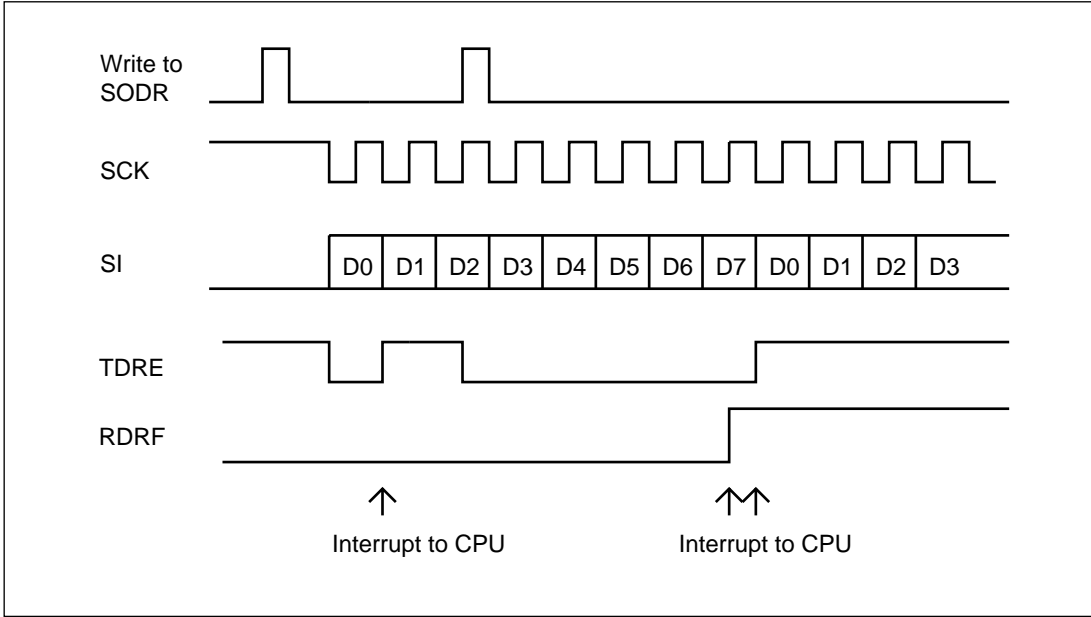 Write to
SODR
SCK
SI
D0 D1 D2 D3 D4 D5 D6 D7 D0 D1 D2 D3
TDRE
RDRF
Interrupt to CPU Interrupt to CPU